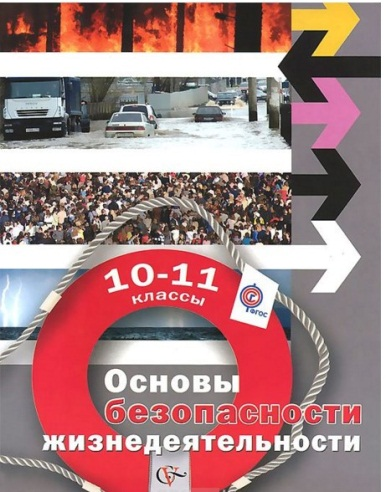 10-11
классы
ФГОС
Основы
безопасности
жизнедеятельности